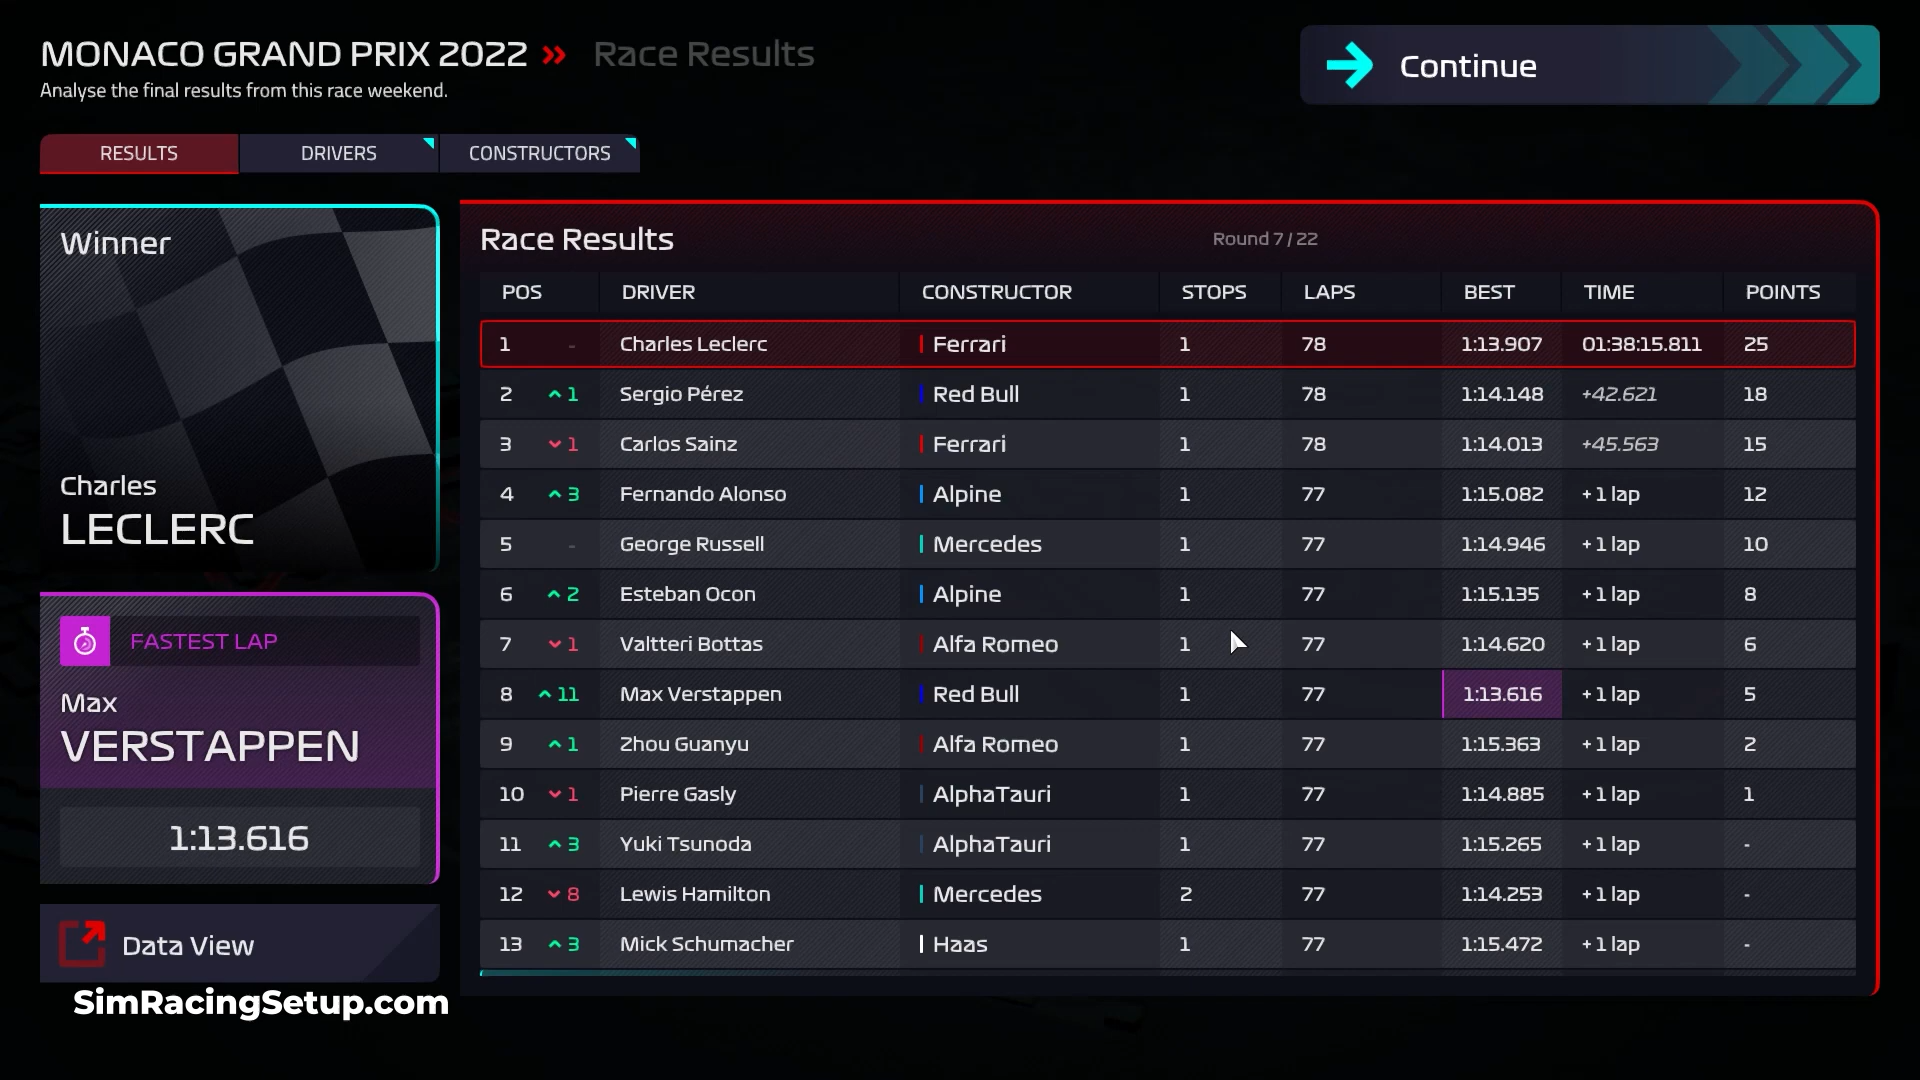 MONACO GRAND PRIX 2022 » Race Results
Analyse the final results from this race weekend.
Continue
RESULTS DRIVERS CONSTRUCTORS
Winner
Charles
LECLERC
FASTEST LAP
Max
VERSTAPPEN
1:13.616
Data View
SimRacingSetup.com
Race Results Round 7 / 22
POS DRIVER CONSTRUCTOR STOPS LAPS BEST TIME POINTS
1 - Charles Leclerc Ferrari 1 78 1:13.907 01:38:15.811 25
2 1 Sergio Pérez Red Bull 1 78 1:14.148 +42.621 18
3 1 Carlos Sainz Ferrari 1 78 1:14.013 +45.563 15
4 3 Fernando Alonso Alpine 1 77 1:15.082 + 1 lap 12
5 - George Russell Mercedes 1 77 1:14.946 + 1 lap 10
6 2 Esteban Ocon Alpine 1 77 1:15.135 + 1 lap 8
7 1 Valtteri Bottas Alfa Romeo 1 77 1:14.620 + 1 lap 6
8 11 Max Verstappen Red Bull 1 77 1:13.616 + 1 lap 5
9 1 Zhou Guanyu Alfa Romeo 1 77 1:15.363 + 1 lap 2
10 1 Pierre Gasly AlphaTauri 1 77 1:14.885 + 1 lap 1
11 3 Yuki Tsunoda AlphaTauri 1 77 1:15.265 + 1 lap -
12 8 Lewis Hamilton Mercedes 2 77 1:14.253 + 1 lap -
13 3 Mick Schumacher Haas 1 77 1:15.472 + 1 lap -